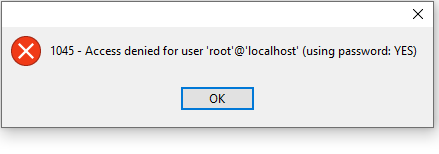 1045 - Access denied for user 'root'@'localhost' (using password: YES)
OK